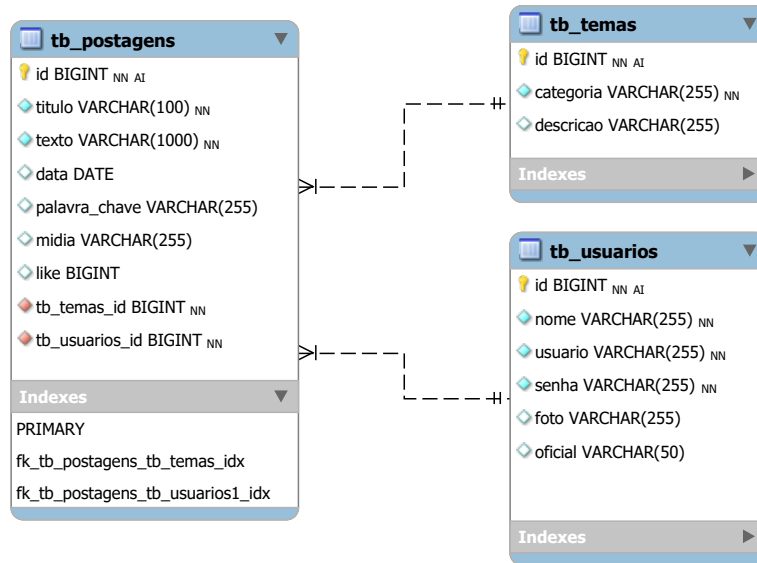 tb_postagens
id BIGINT NN AI
titulo VARCHAR(100) NN
texto VARCHAR(1000) NN
data DATE
palavra_chave VARCHAR(255)
midia VARCHAR(255)
like BIGINT
tb_temas_id BIGINT NN
tb_usuarios_id BIGINT NN
Indexes
PRIMARY
fk_tb_postagens_tb_temas_idx
fk_tb_postagens_tb_usuarios1_idx
tb_temas
id BIGINT NN AI
categoria VARCHAR(255) NN
descricao VARCHAR(255)
Indexes
tb_usuarios
id BIGINT NN AI
nome VARCHAR(255) NN
usuario VARCHAR(255) NN
senha VARCHAR(255) NN
foto VARCHAR(255)
oficial VARCHAR(50)
Indexes